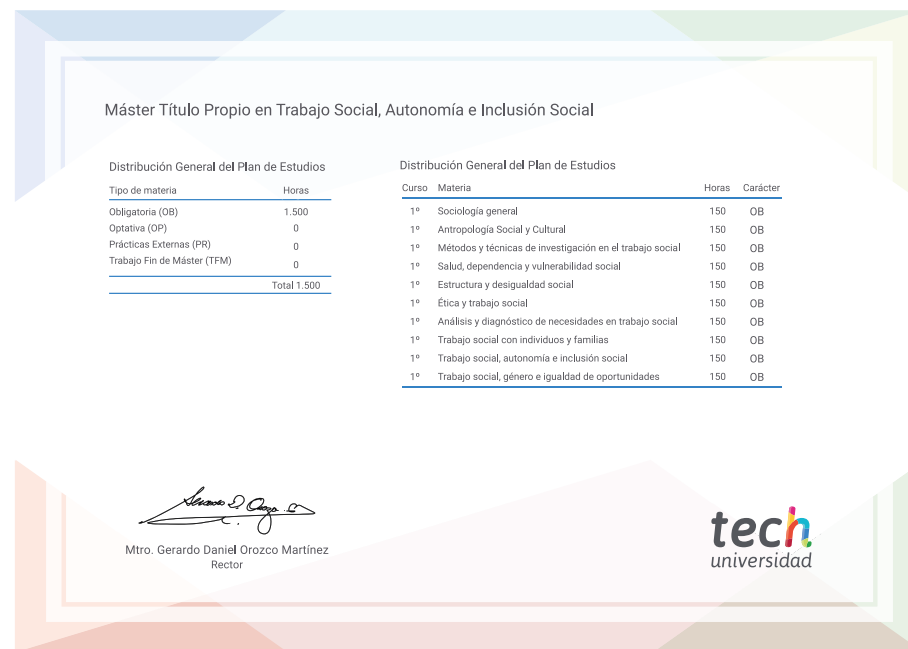 Máster Título Propio en Trabajo Social, Autonomía e Inclusión Social
Distribución General del Plan de Estudios
Tipo de materia Horas
Obligatoria (OB) 1.500
Optativa (OP) 0
Prácticas Externas (PR) 0
Trabajo Fin de Máster (TFM) 0
Total 1.500
Distribución General del Plan de Estudios
Curso Materia Horas Carácter
1º Sociología general 150 OB
1º Antropología Social y Cultural 150 OB
1º Métodos y técnicas de investigación en el trabajo social 150 OB
1º Salud, dependencia y vulnerabilidad social 150 OB
1º Estructura y desigualdad social 150 OB
1º Ética y trabajo social 150 OB
1º Análisis y diagnóstico de necesidades en trabajo social 150 OB
1º Trabajo social con individuos y familias 150 OB
1º Trabajo social, autonomía e inclusión social 150 OB
1º Trabajo social, género e igualdad de oportunidades 150 OB
Mtro. Gerardo Daniel Orozco Martínez
Rector
tech
universidad